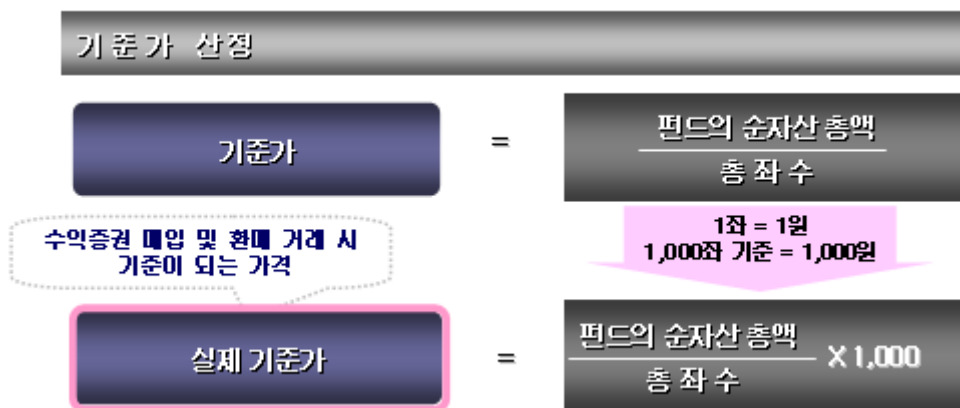 기준가 산정
기준가
=
펀드의 순자산 총액
총 좌 수
수익증권 매입 및 환매 거래 시
기준이 되는 가격
1좌 = 1원
1,000좌 기준 = 1,000원
실제 기준가
=
펀드의 순자산 총액
총 좌 수
X 1,000